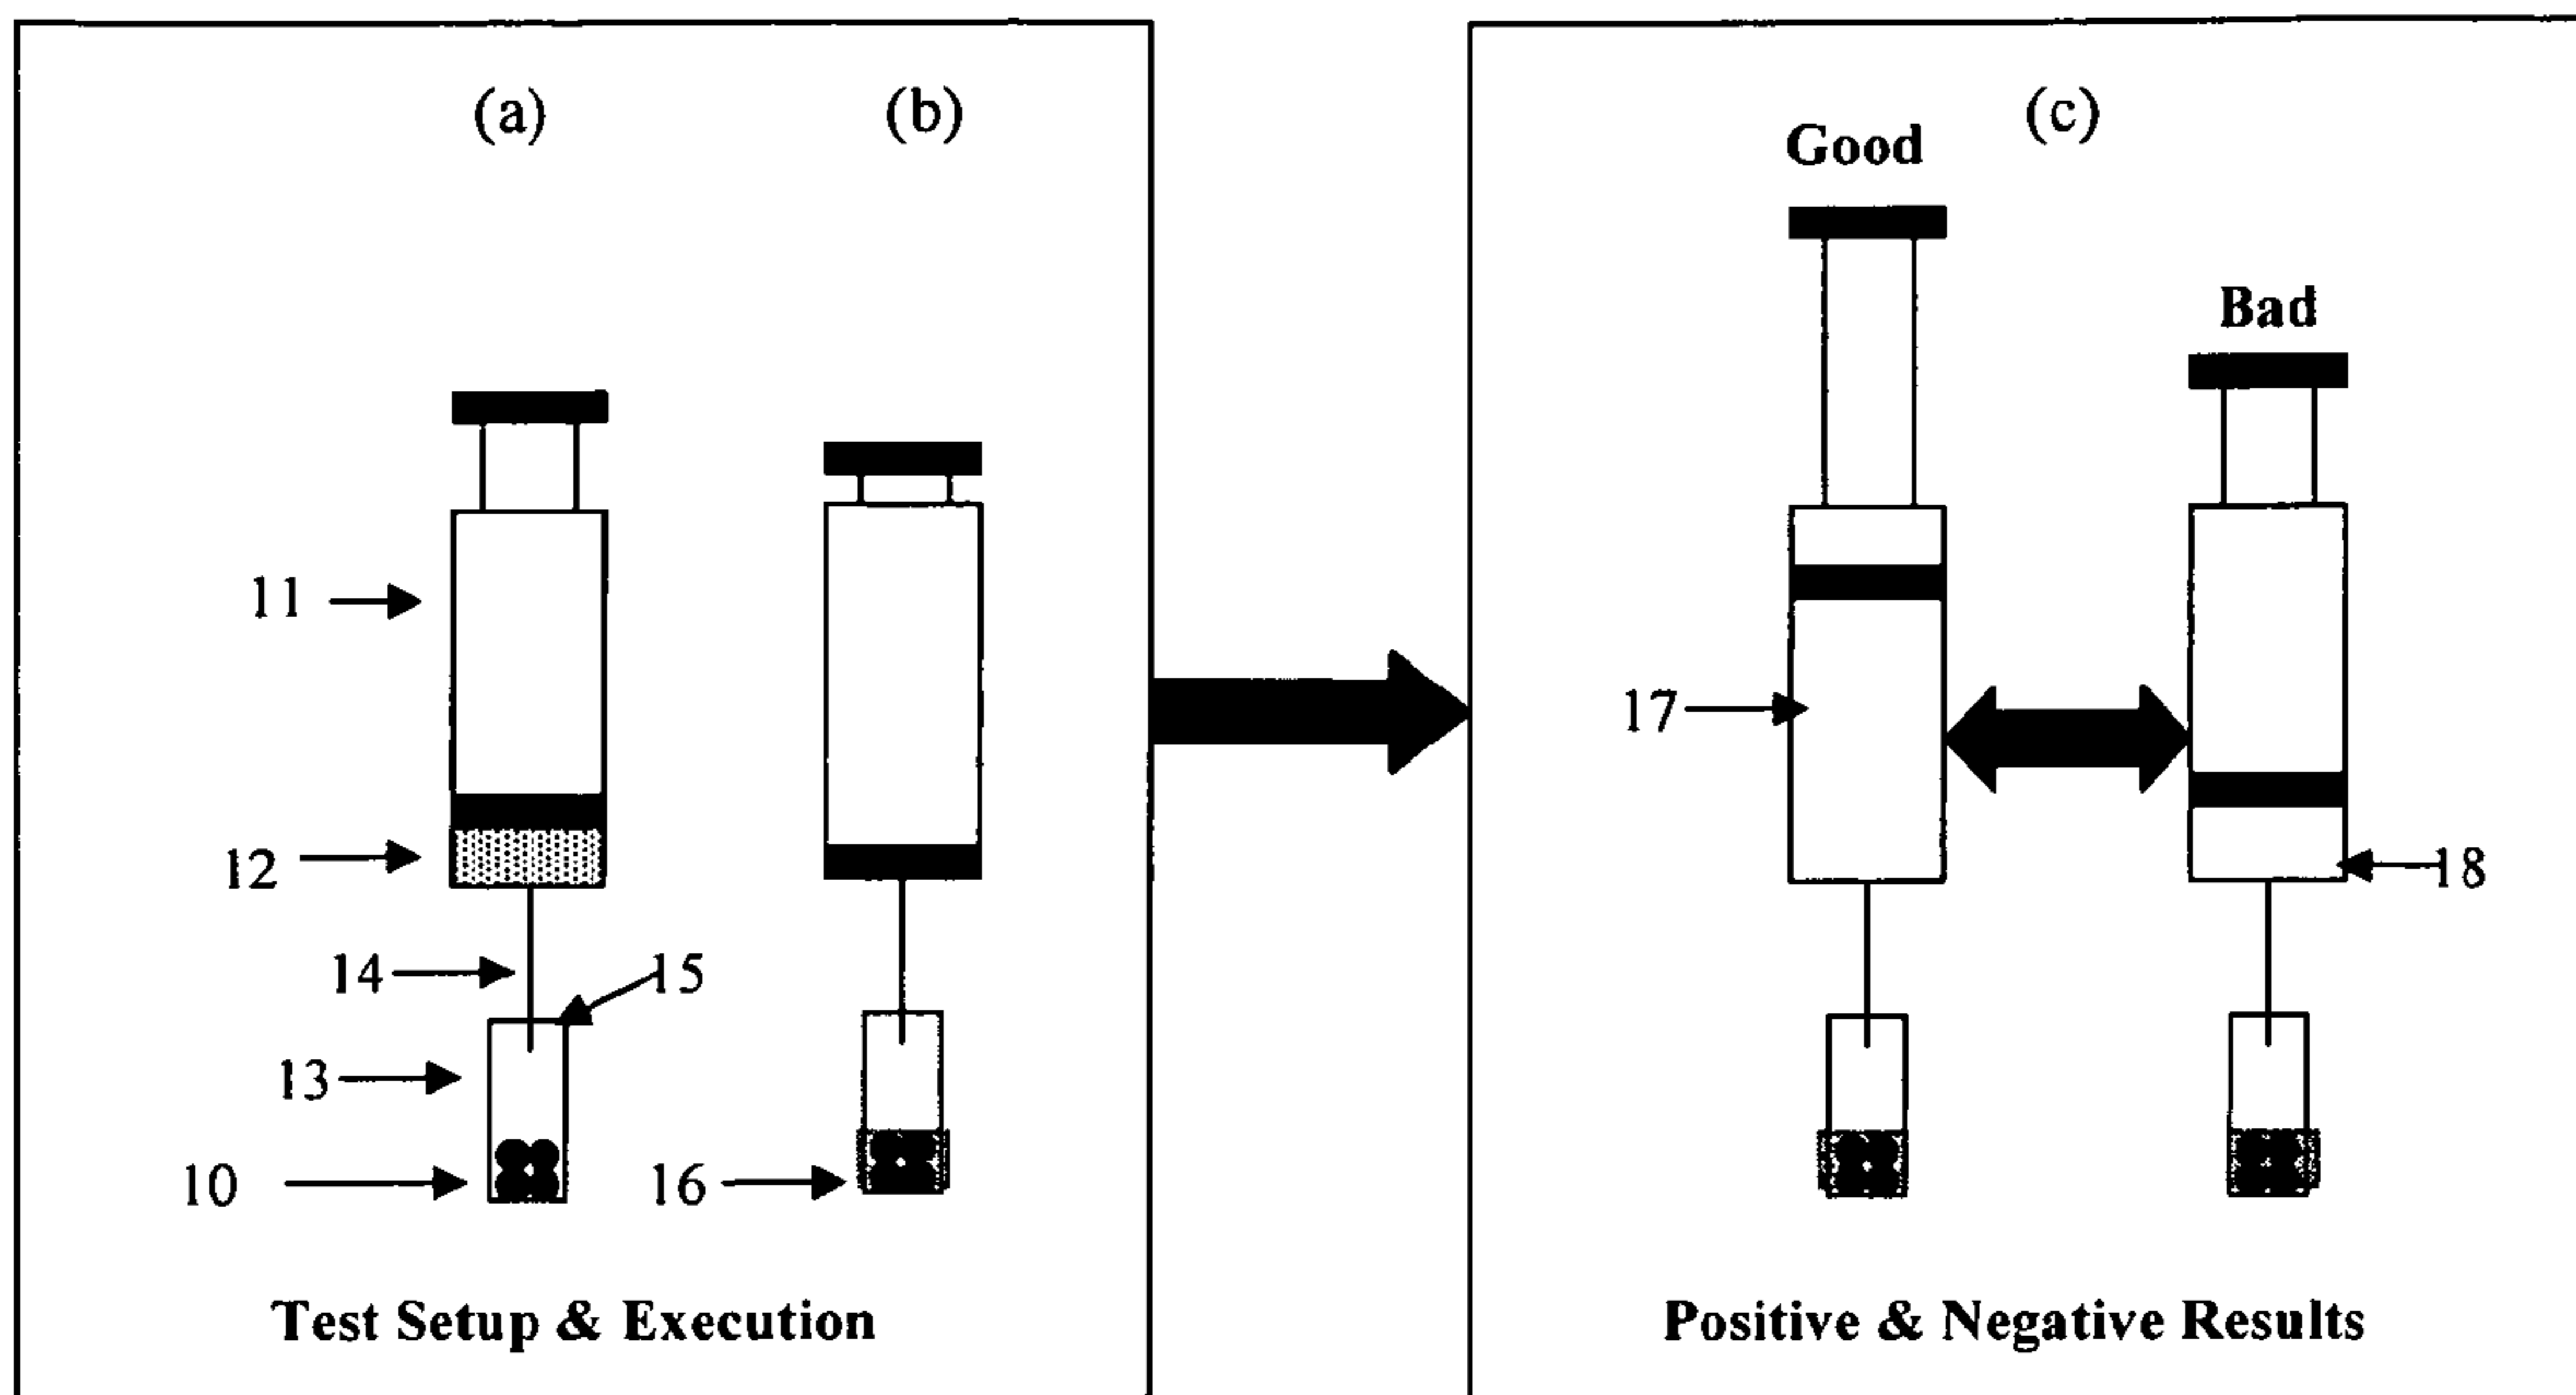 (a)
(b)
11
12
14
15
13
10
16
Test Setup & Execution
(c)
Good
Bad
17
18
Positive & Negative Results